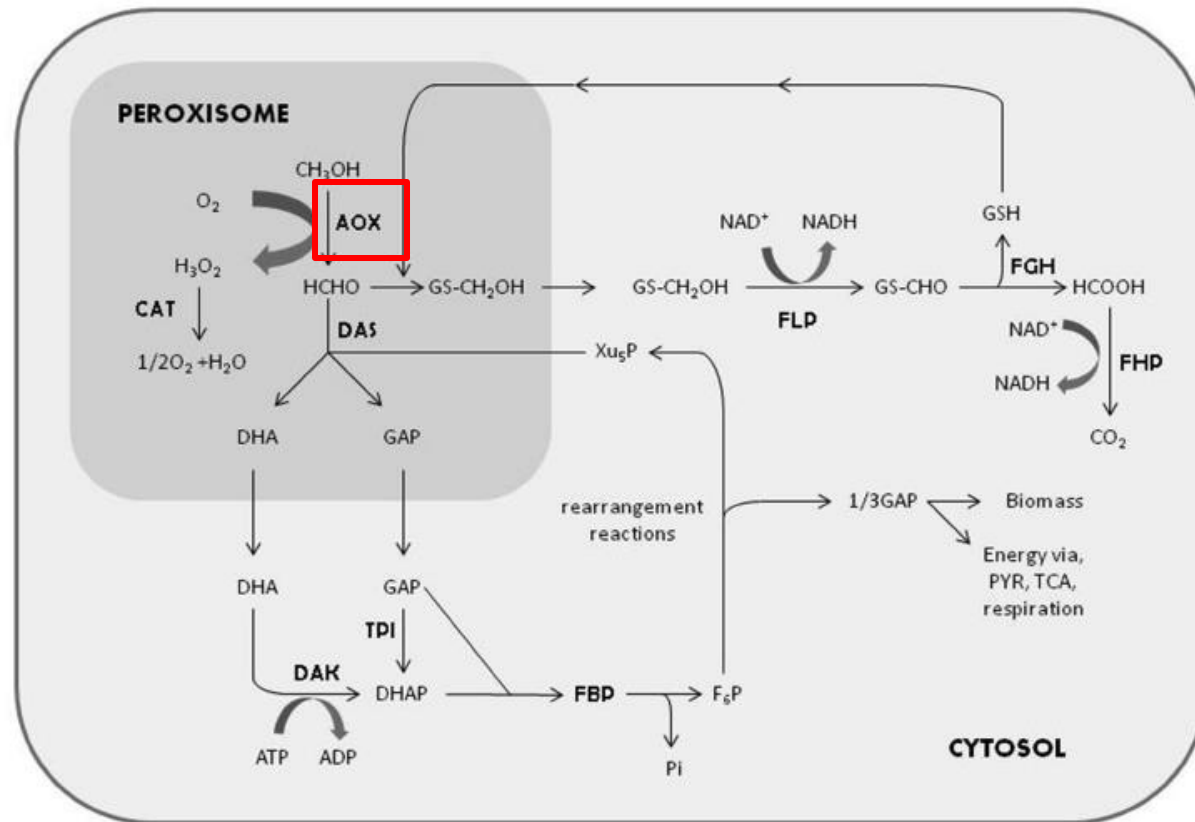 PEROXISOME
CH₃OH
O₂
AOX
H₃O₂
HCHO
GS-CH₂OH
CAT
DAS
1/2O₂ +H₂O
DHA
GAP
GS-CH₂OH
NAD⁺
NADH
FLP
GS-CHO
GSH
FGH
HCOOH
NAD⁺
NADH
FHP
CO₂
Xu₅P
rearrangement
reactions
1/3GAP
Biomass
Energy via,
PYR, TCA,
respiration
DHA
GAP
TPI
DAK
DHAP
FBP
F₆P
ATP
ADP
Pi
CYTOSOL